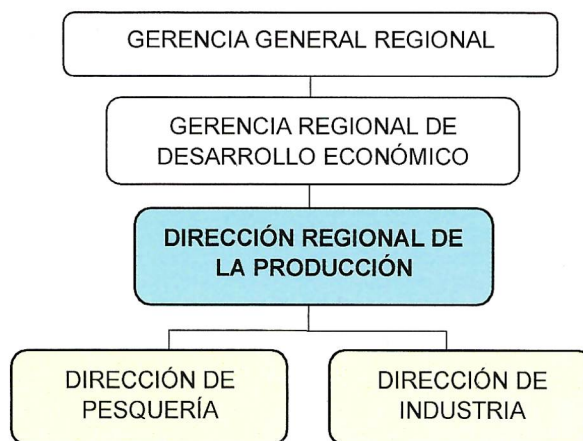 GERENCIA GENERAL REGIONAL
GERENCIA REGIONAL DE
DESARROLLO ECONÓMICO
DIRECCIÓN REGIONAL DE
LA PRODUCCIÓN
DIRECCIÓN DE
PESQUERÍA
DIRECCIÓN DE
INDUSTRIA